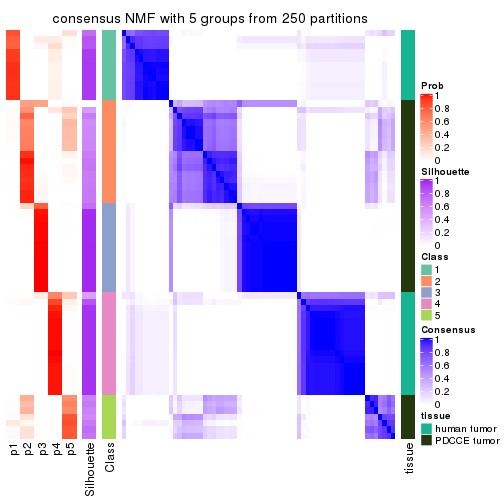 consensus NMF with 5 groups from 250 partitions
Prob
1
0.8
0.6
0.4
0.2
0
Silhouette
1
0.8
0.6
0.4
0.2
0
Class
1
2
3
4
5
Consensus
1
0.8
0.6
0.4
0.2
0
tissue
human tumor
PDCCE tumor
p1
p2
p3
p4
p5
Silhouette
Class
tissue